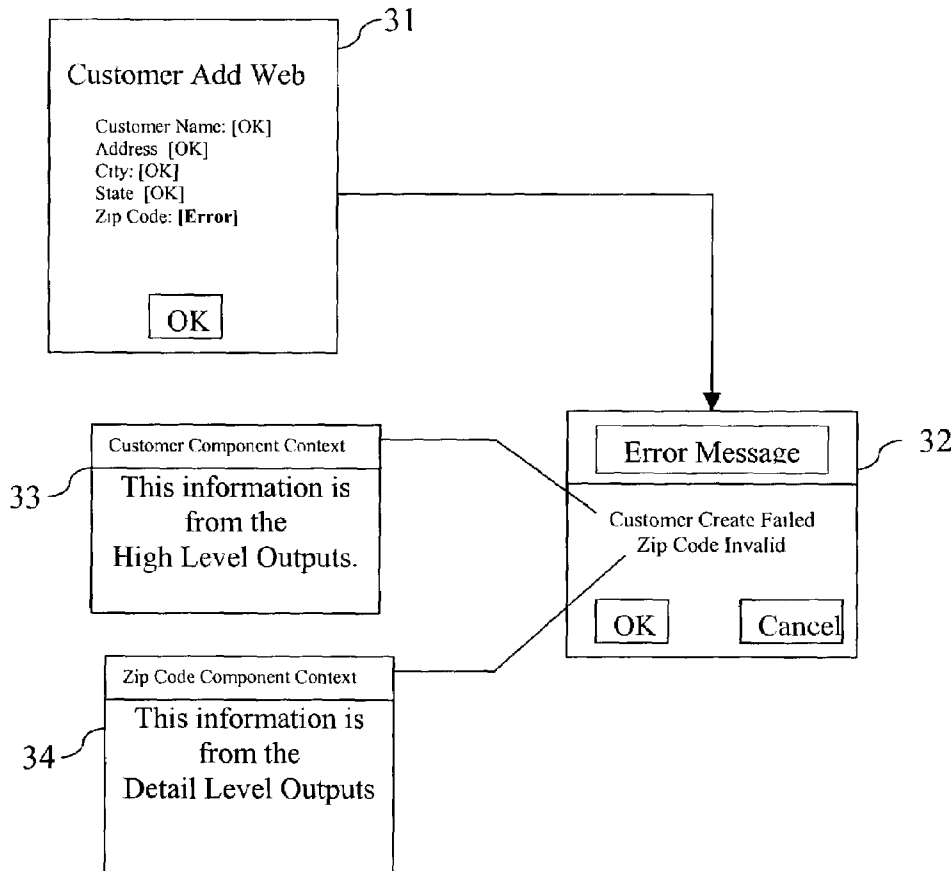 31
Customer Add Web
Customer Name: [OK]
Address [OK]
City: [OK]
State [OK]
Zip Code: [Error]
OK
Customer Component Context
33
This information is
from the
High Level Outputs.
Error Message
32
Customer Create Failed
Zip Code Invalid
OK
Cancel
Zip Code Component Context
34
This information is
from the
Detail Level Outputs